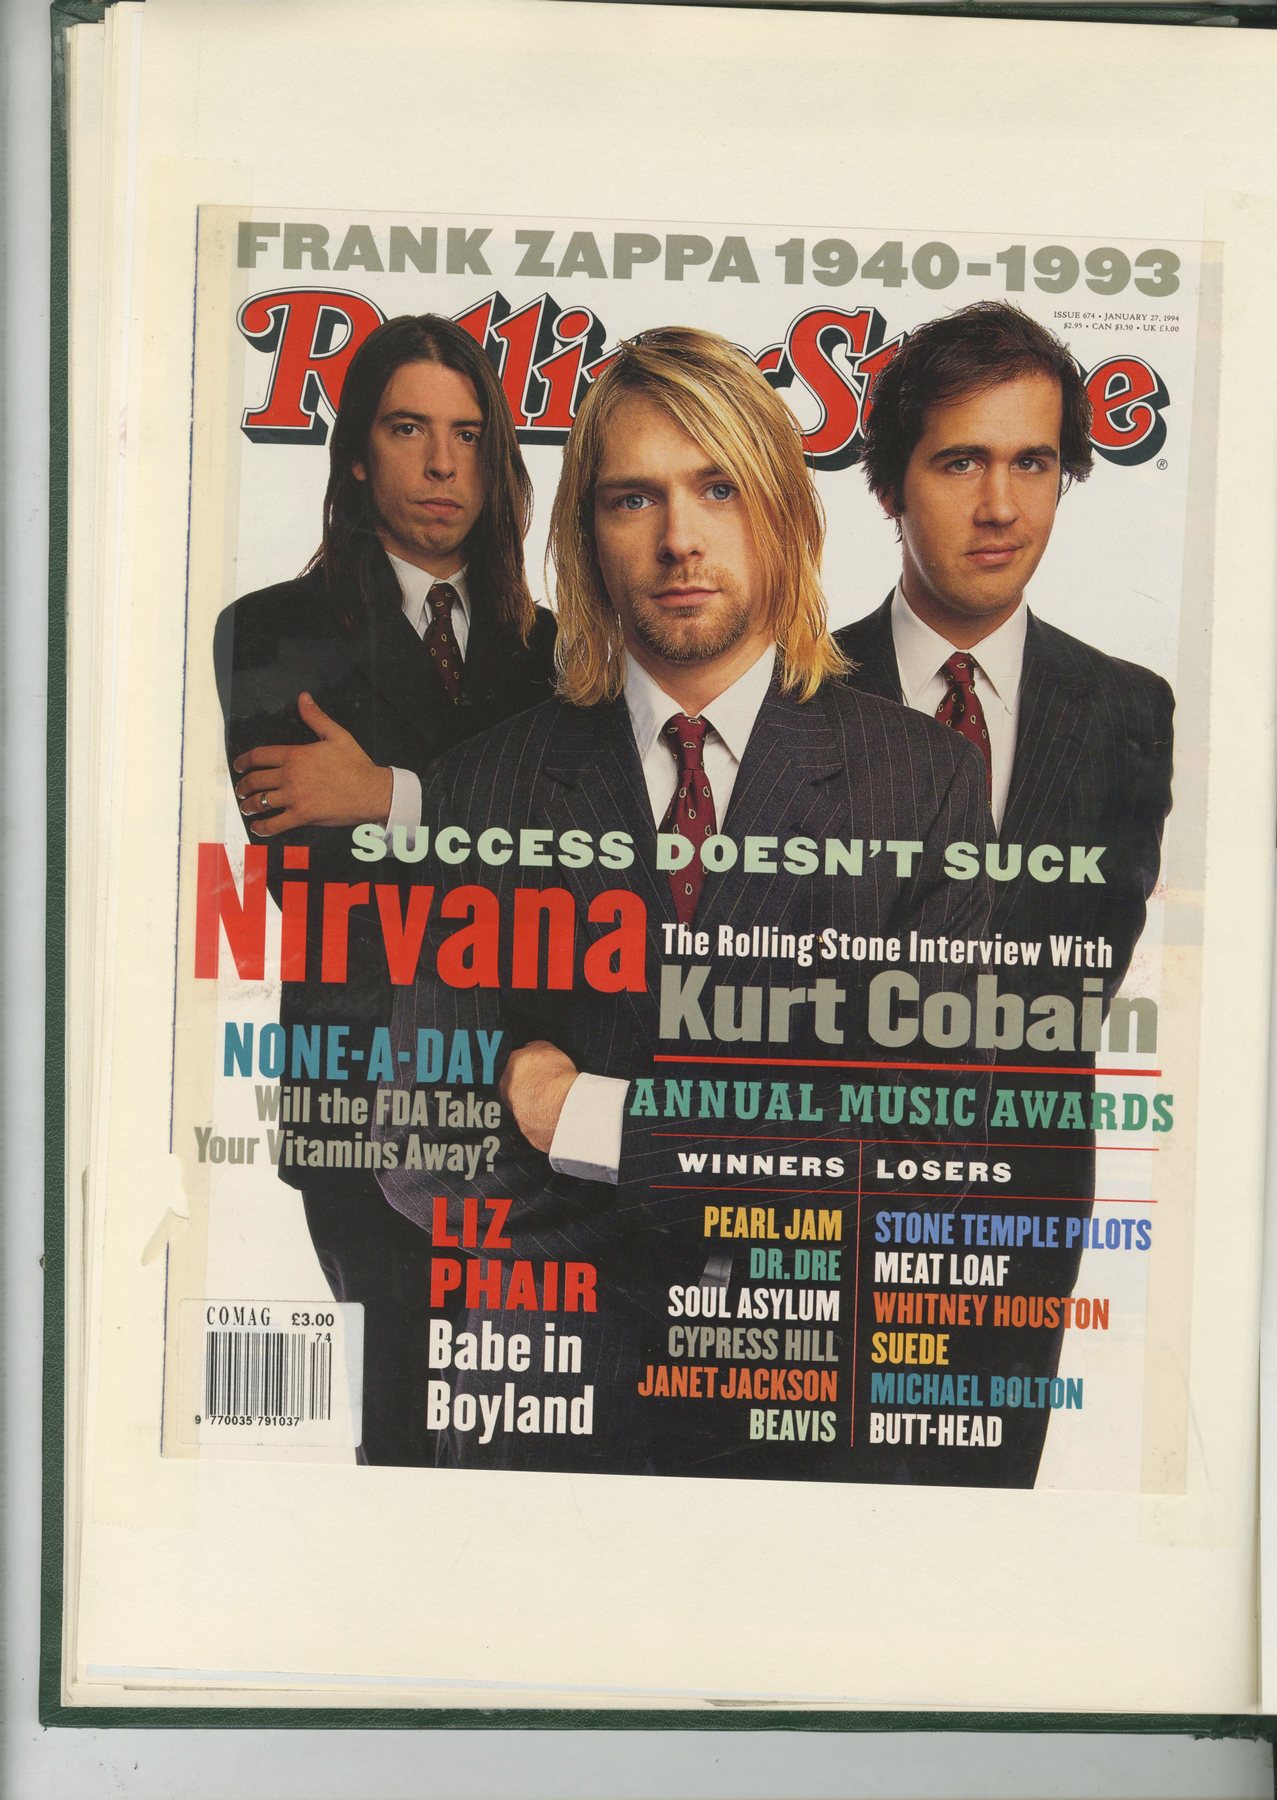 FRANK ZAPPA 1940-1993
Rolling Stone
ISSUE 674 • JANUARY 27, 1994
$2.95 • CAN $3.50 • UK £3.00
®
SUCCESS DOESN'T SUCK
Nirvana
The Rolling Stone Interview With
Kurt Cobain
NONE-A-DAY
Will the FDA Take
Your Vitamins Away?
ANNUAL MUSIC AWARDS
WINNERS LOSERS
PEARL JAM STONE TEMPLE PILOTS
DR. DRE MEAT LOAF
SOUL ASYLUM WHITNEY HOUSTON
CYPRESS HILL SUEDE
JANET JACKSON MICHAEL BOLTON
BEAVIS BUTT-HEAD
LIZ
PHAIR
Babe in
Boyland
COMAG £3.00
74
9 770035 791037